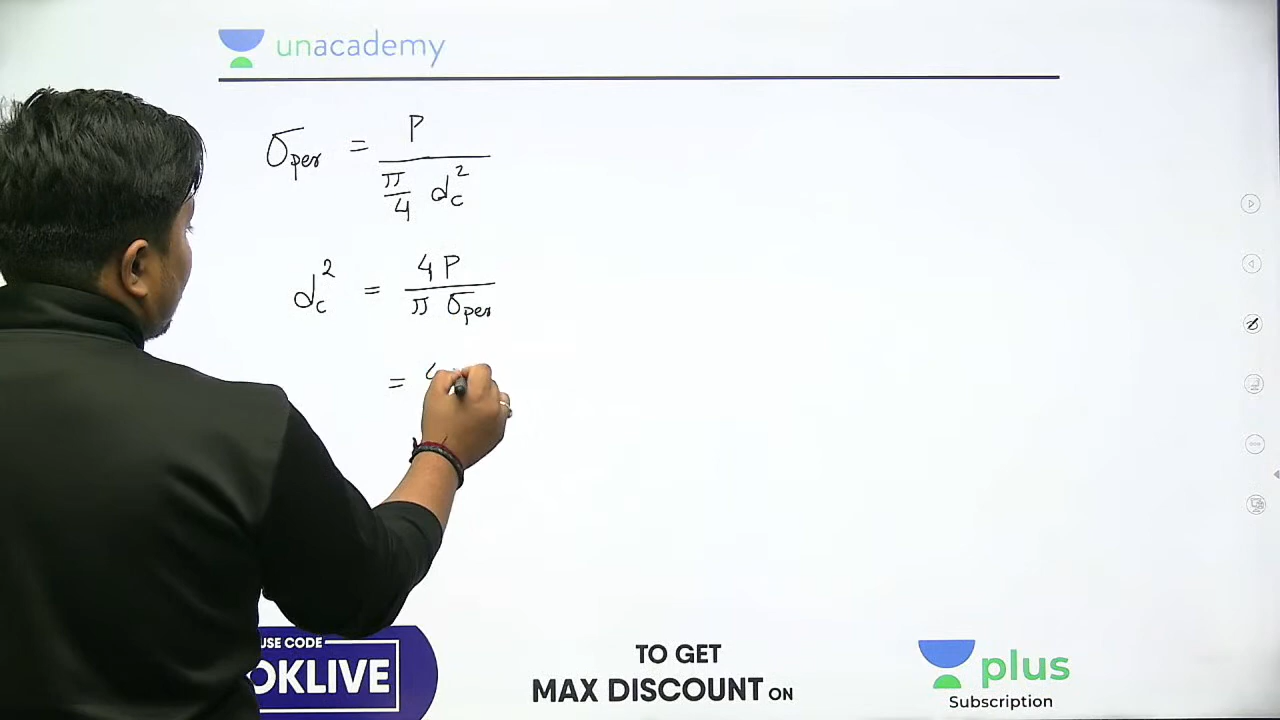 unacademy
σper = P / (π/4 dc²)
dc² = 4P / (π σper)
=
USE CODE
OKLIVE
TO GET
MAX DISCOUNT ON
plus
Subscription